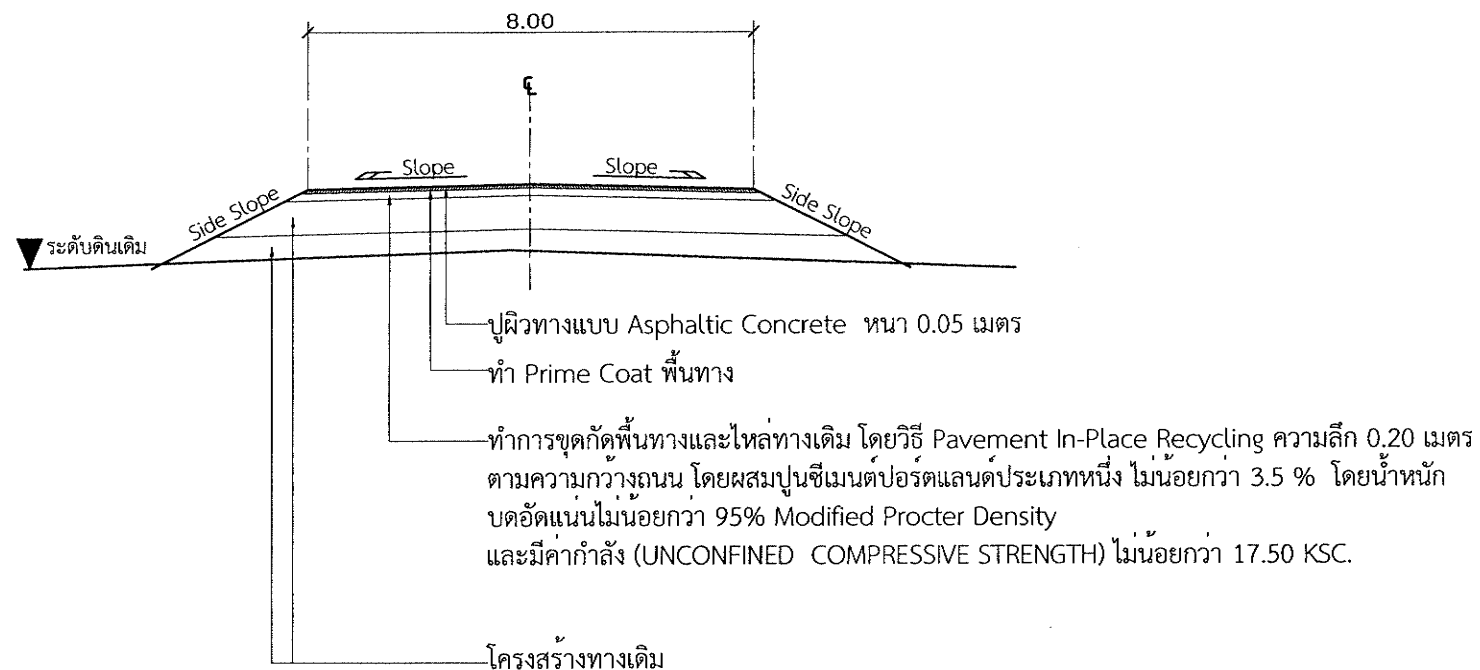 8.00
℄
Slope
Slope
Side Slope
Side Slope
ระดับดินเดิม
ปูผิวทางแบบ Asphaltic Concrete หนา 0.05 เมตร
ทำ Prime Coat พื้นทาง
ทำการขุดกัดพื้นทางและไหล่ทางเดิม โดยวิธี Pavement In-Place Recycling ความลึก 0.20 เมตร
ตามความกว้างถนน โดยผสมปูนซีเมนต์ปอร์ตแลนด์ประเภทหนึ่ง ไม่น้อยกว่า 3.5 % โดยน้ำหนัก
บดอัดแน่นไม่น้อยกว่า 95% Modified Procter Density
และมีค่ากำลัง (UNCONFINED COMPRESSIVE STRENGTH) ไม่น้อยกว่า 17.50 KSC.
โครงสร้างทางเดิม